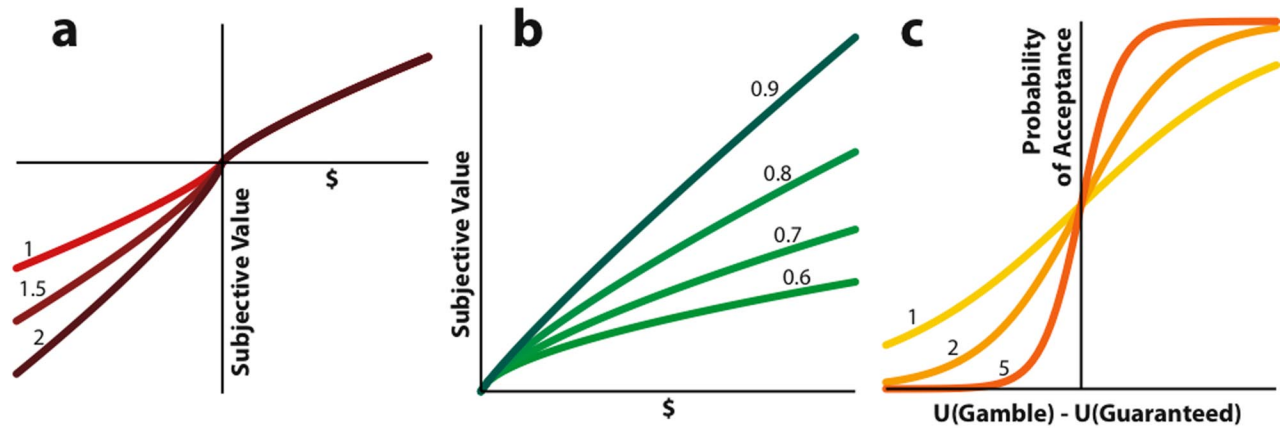 a
$
Subjective Value
1
1.5
2
b
Subjective Value
0.9
0.8
0.7
0.6
$
c
Probability
of Acceptance
1
2
5
U(Gamble) - U(Guaranteed)